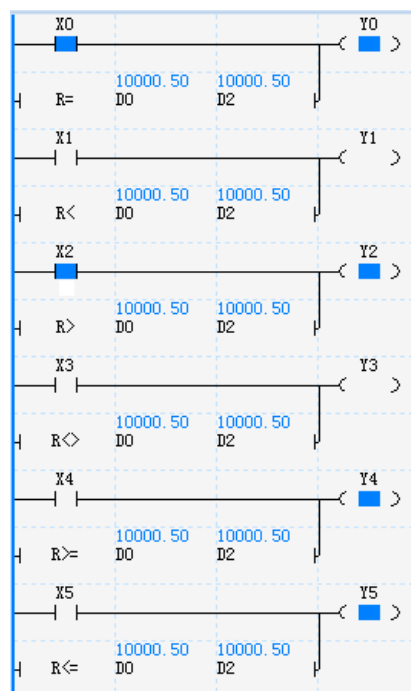 X0 Y0
10000.50 10000.50
R= D0 D2
X1 Y1
10000.50 10000.50
R< D0 D2
X2 Y2
10000.50 10000.50
R> D0 D2
X3 Y3
10000.50 10000.50
R<> D0 D2
X4 Y4
10000.50 10000.50
R>= D0 D2
X5 Y5
10000.50 10000.50
R<= D0 D2